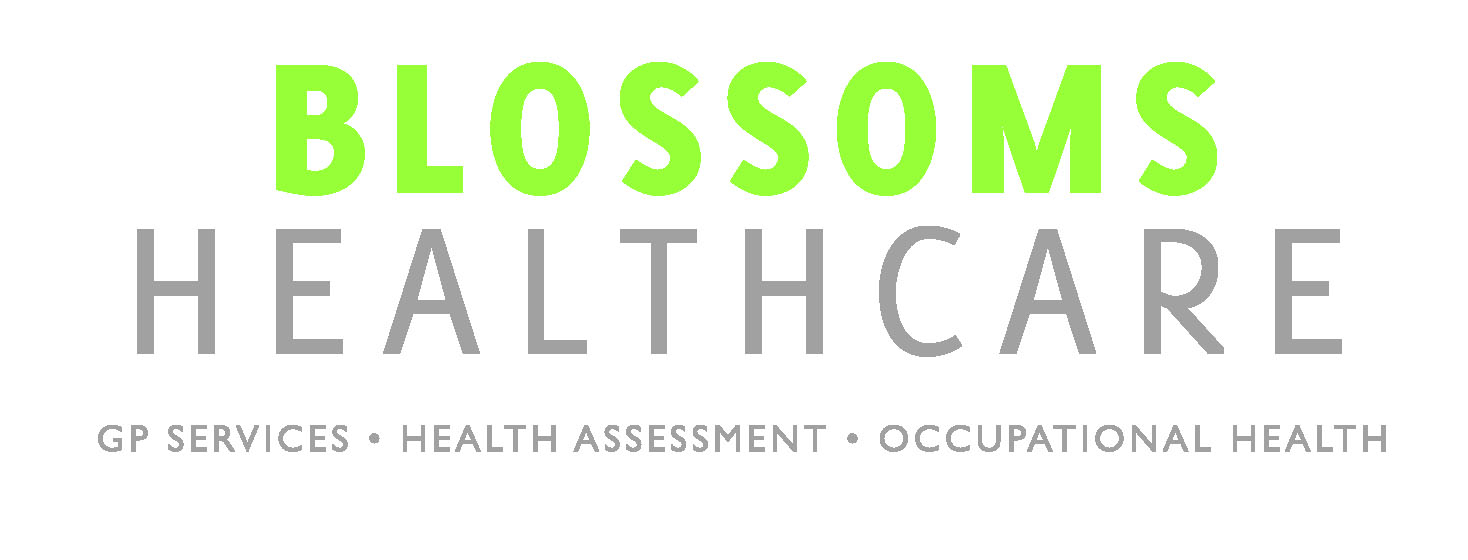 BLOSSOMS
HEALTHCARE
GP SERVICES • HEALTH ASSESSMENT • OCCUPATIONAL HEALTH